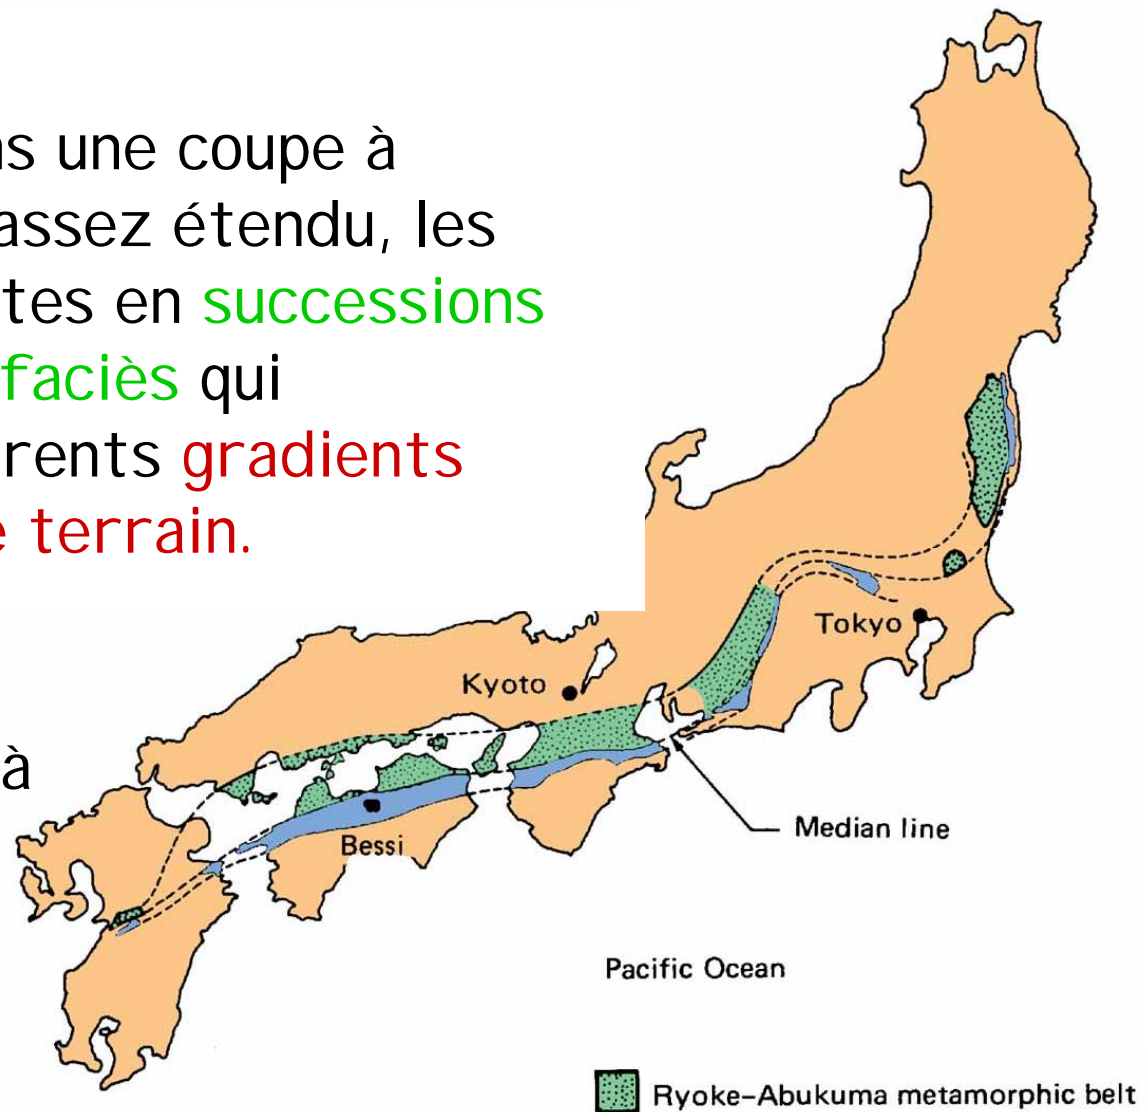 ns une coupe à
assez étendu, les
tes en successions
faciès qui
rents gradients
e terrain.
à
Tokyo
Kyoto
Median line
Bessi
Pacific Ocean
Ryoke–Abukuma metamorphic belt